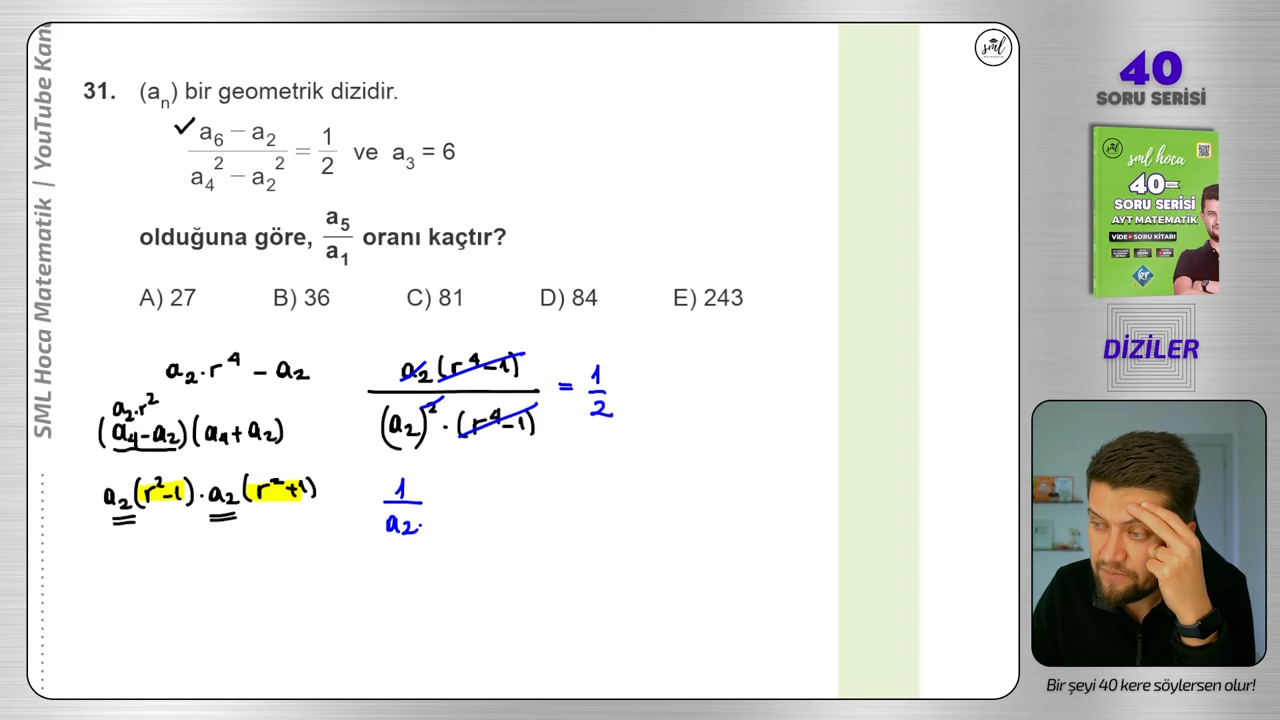 SML Hoca Matematik | YouTube Kan
31. (aₙ) bir geometrik dizidir.
✓ (a₆ − a₂)/(a₄² − a₂²) = 1/2 ve a₃ = 6
olduğuna göre, a₅/a₁ oranı kaçtır?
A) 27 B) 36 C) 81 D) 84 E) 243
a₂·r⁴ − a₂
a₂·r²
(a₄−a₂)(a₄+a₂)
a₂(r²−1)·a₂(r²+1)
a₂(r⁴−1)/((a₂)²·(r⁴−1)) = 1/2
1/a₂·
sml
40
SORU SERİSİ
sml hoca
40
SORU SERİSİ
AYT MATEMATİK
VİDEO SORU KİTABI
DİZİLER
Bir şeyi 40 kere söylersen olur!